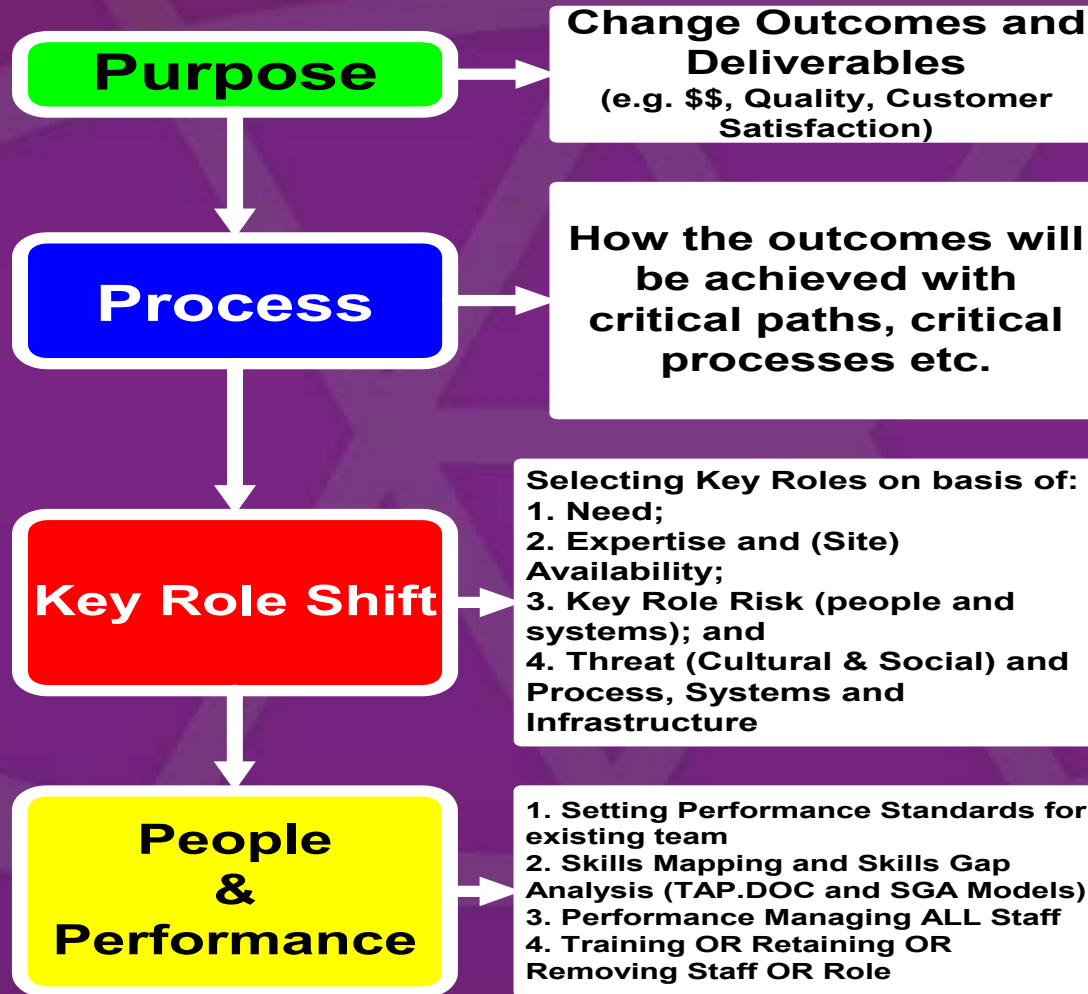 Purpose
Change Outcomes and
Deliverables
(e.g. $$, Quality, Customer
Satisfaction)
Process
How the outcomes will
be achieved with
critical paths, critical
processes etc.
Key Role Shift
Selecting Key Roles on basis of:
1. Need;
2. Expertise and (Site)
Availability;
3. Key Role Risk (people and
systems); and
4. Threat (Cultural & Social) and
Process, Systems and
Infrastructure
People
&
Performance
1. Setting Performance Standards for
existing team
2. Skills Mapping and Skills Gap
Analysis (TAP.DOC and SGA Models)
3. Performance Managing ALL Staff
4. Training OR Retaining OR
Removing Staff OR Role